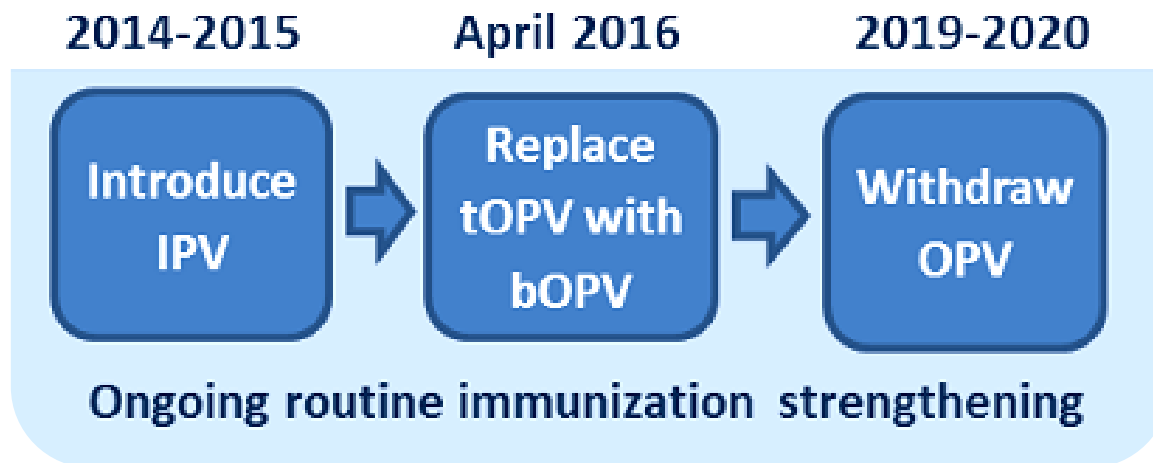 2014-2015
April 2016
2019-2020
Introduce
IPV
Replace
tOPV with
bOPV
Withdraw
OPV
Ongoing routine immunization strengthening